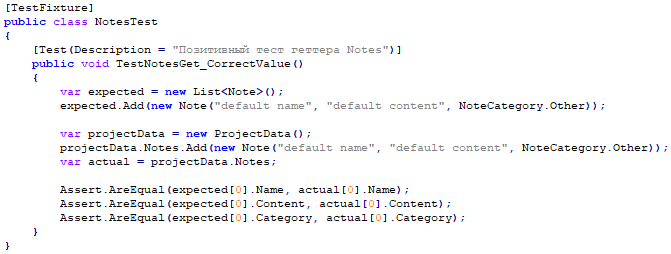 [TestFixture]
public class NotesTest
{
    [Test(Description = "Позитивный тест геттера Notes")]
    public void TestNotesGet_CorrectValue()
    {
        var expected = new List<Note>();
        expected.Add(new Note("default name", "default content", NoteCategory.Other));

        var projectData = new ProjectData();
        projectData.Notes.Add(new Note("default name", "default content", NoteCategory.Other));
        var actual = projectData.Notes;

        Assert.AreEqual(expected[0].Name, actual[0].Name);
        Assert.AreEqual(expected[0].Content, actual[0].Content);
        Assert.AreEqual(expected[0].Category, actual[0].Category);
    }
}